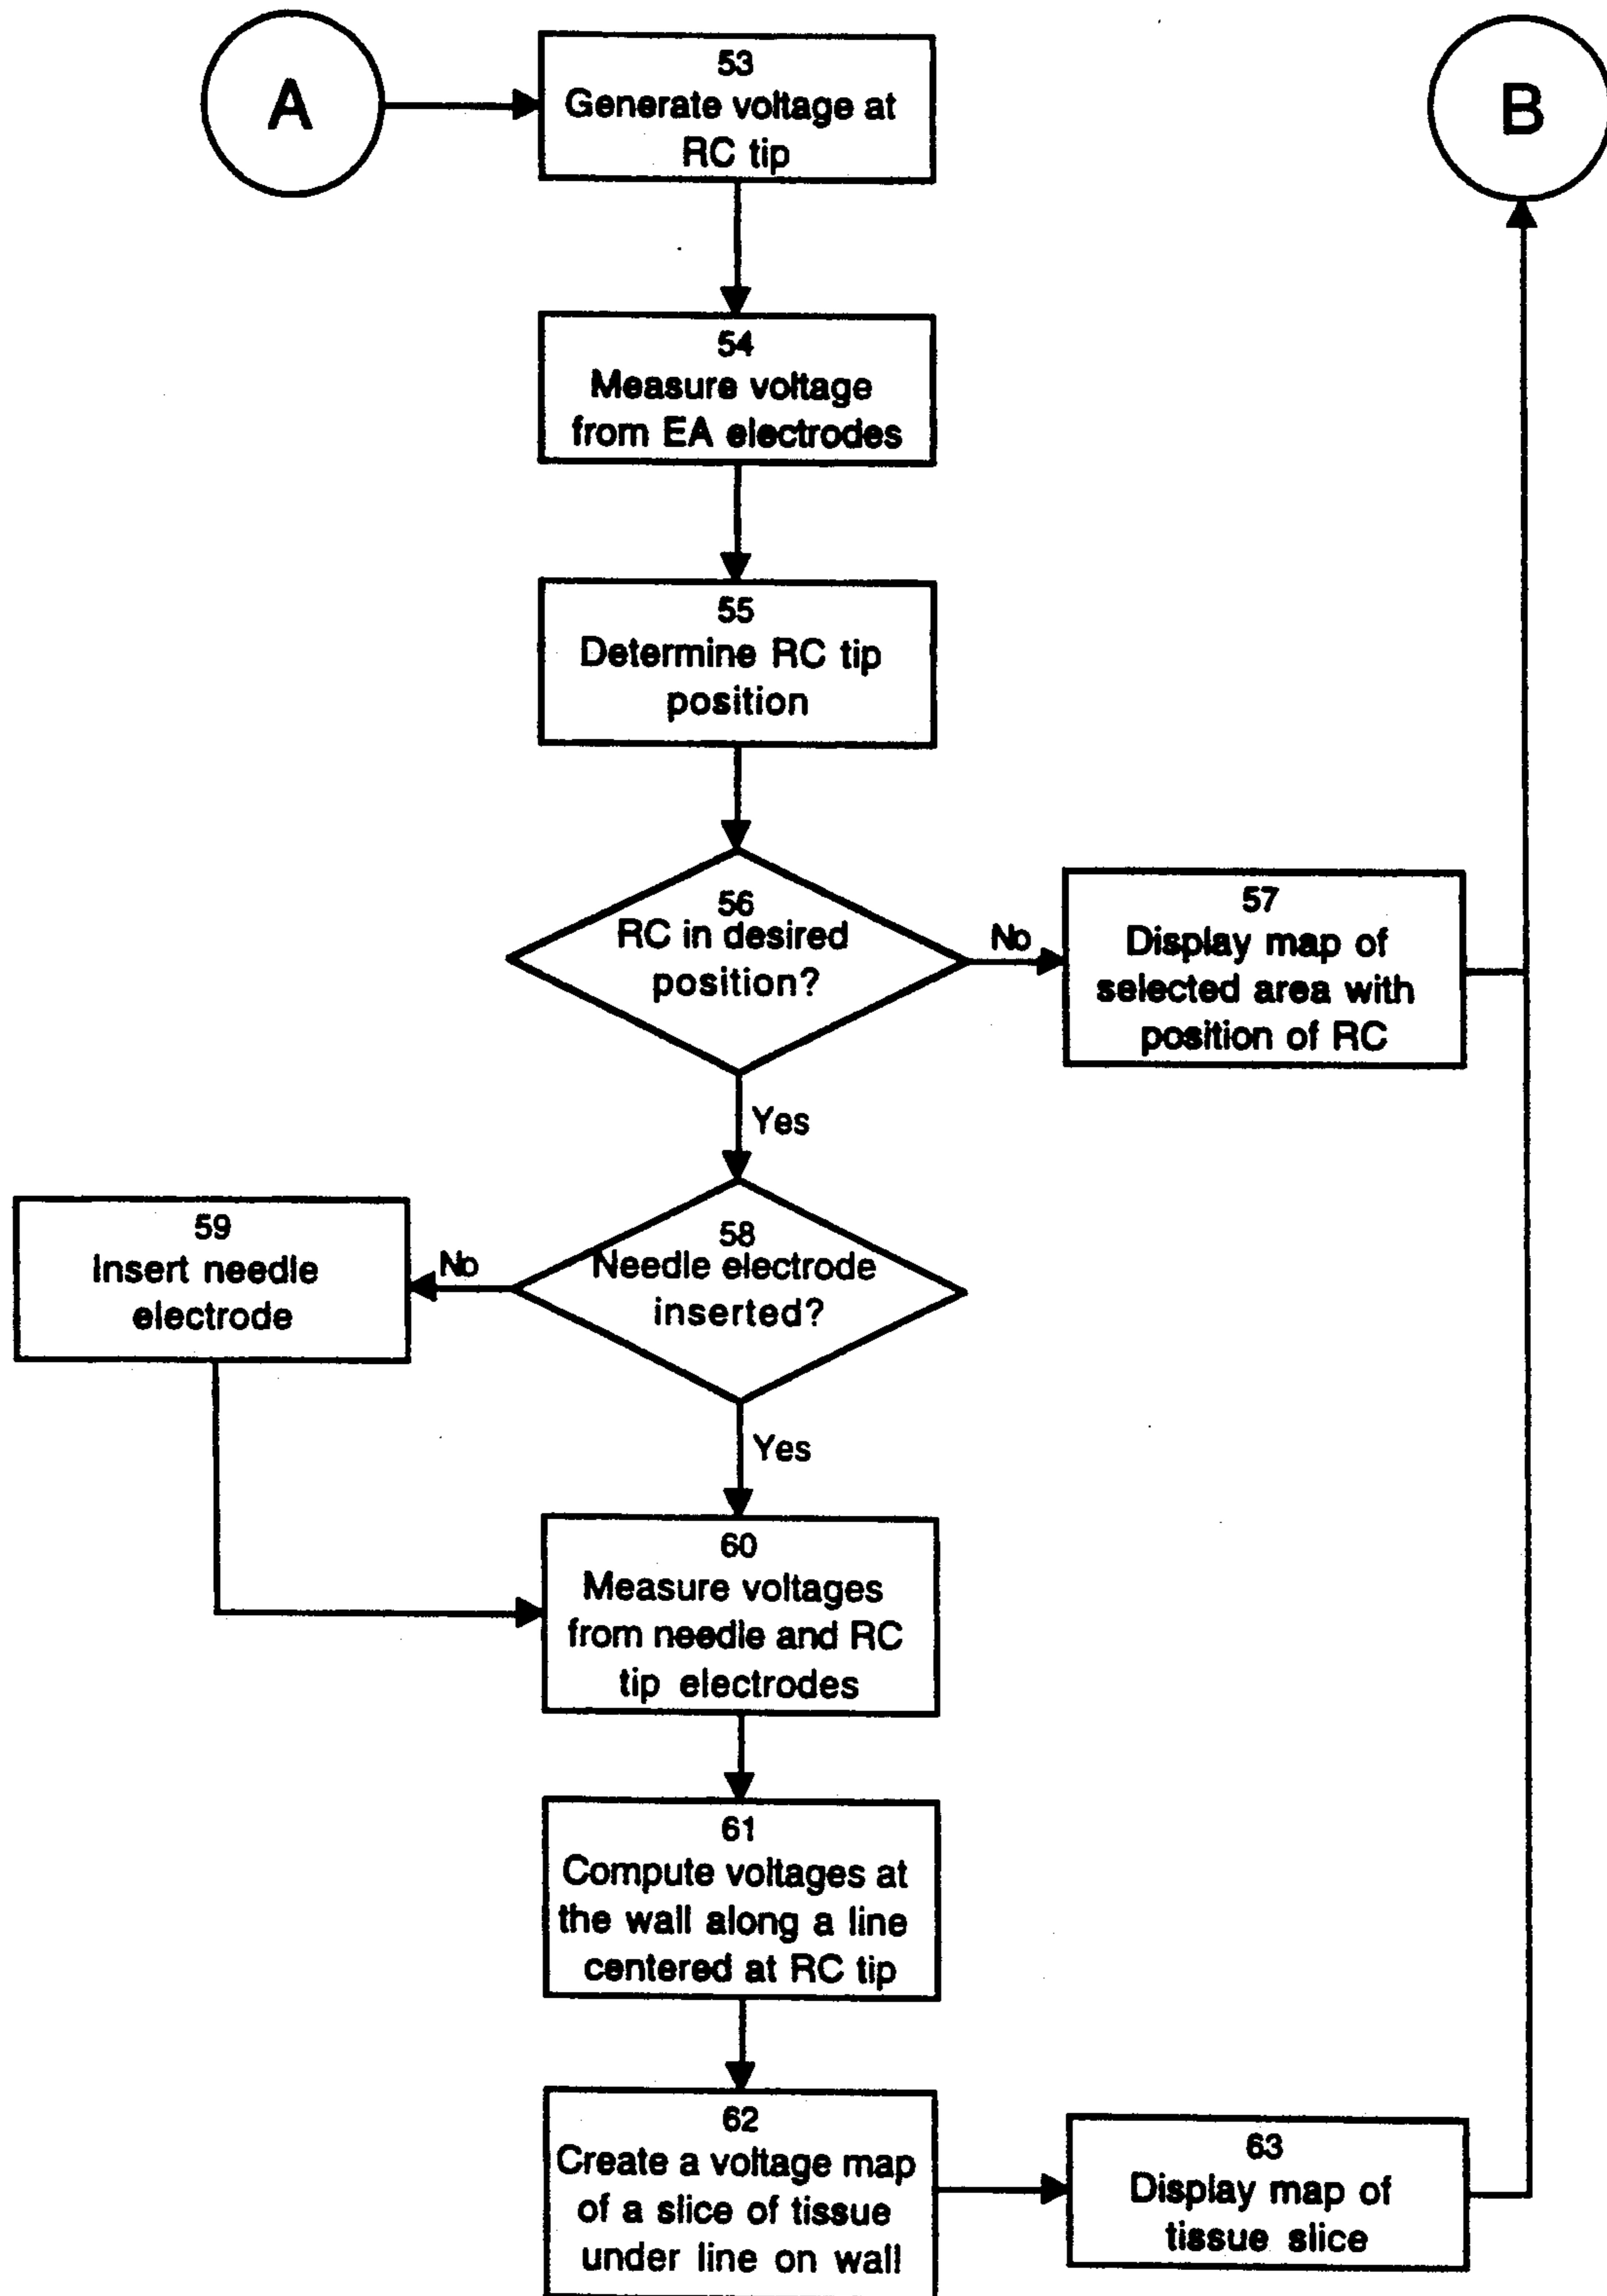 A
53
Generate voltage at
RC tip
B
54
Measure voltage
from EA electrodes
55
Determine RC tip
position
56
RC in desired
position?
No
57
Display map of
selected area with
position of RC
Yes
58
Needle electrode
inserted?
No
59
Insert needle
electrode
Yes
60
Measure voltages
from needle and RC
tip electrodes
61
Compute voltages at
the wall along a line
centered at RC tip
62
Create a voltage map
of a slice of tissue
under line on wall
63
Display map of
tissue slice